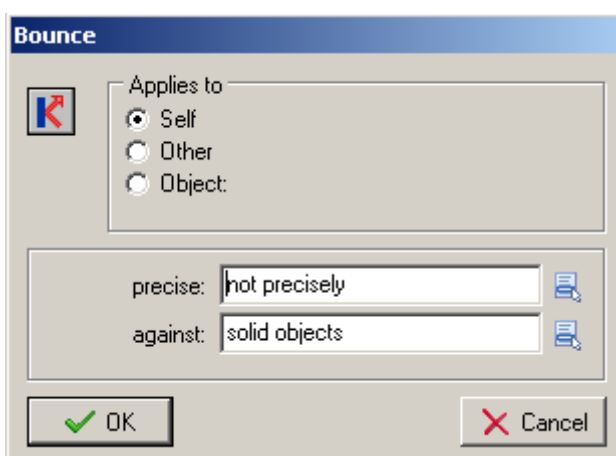 Bounce
Applies to
Self
Other
Object:
precise: not precisely
against: solid objects
OK Cancel